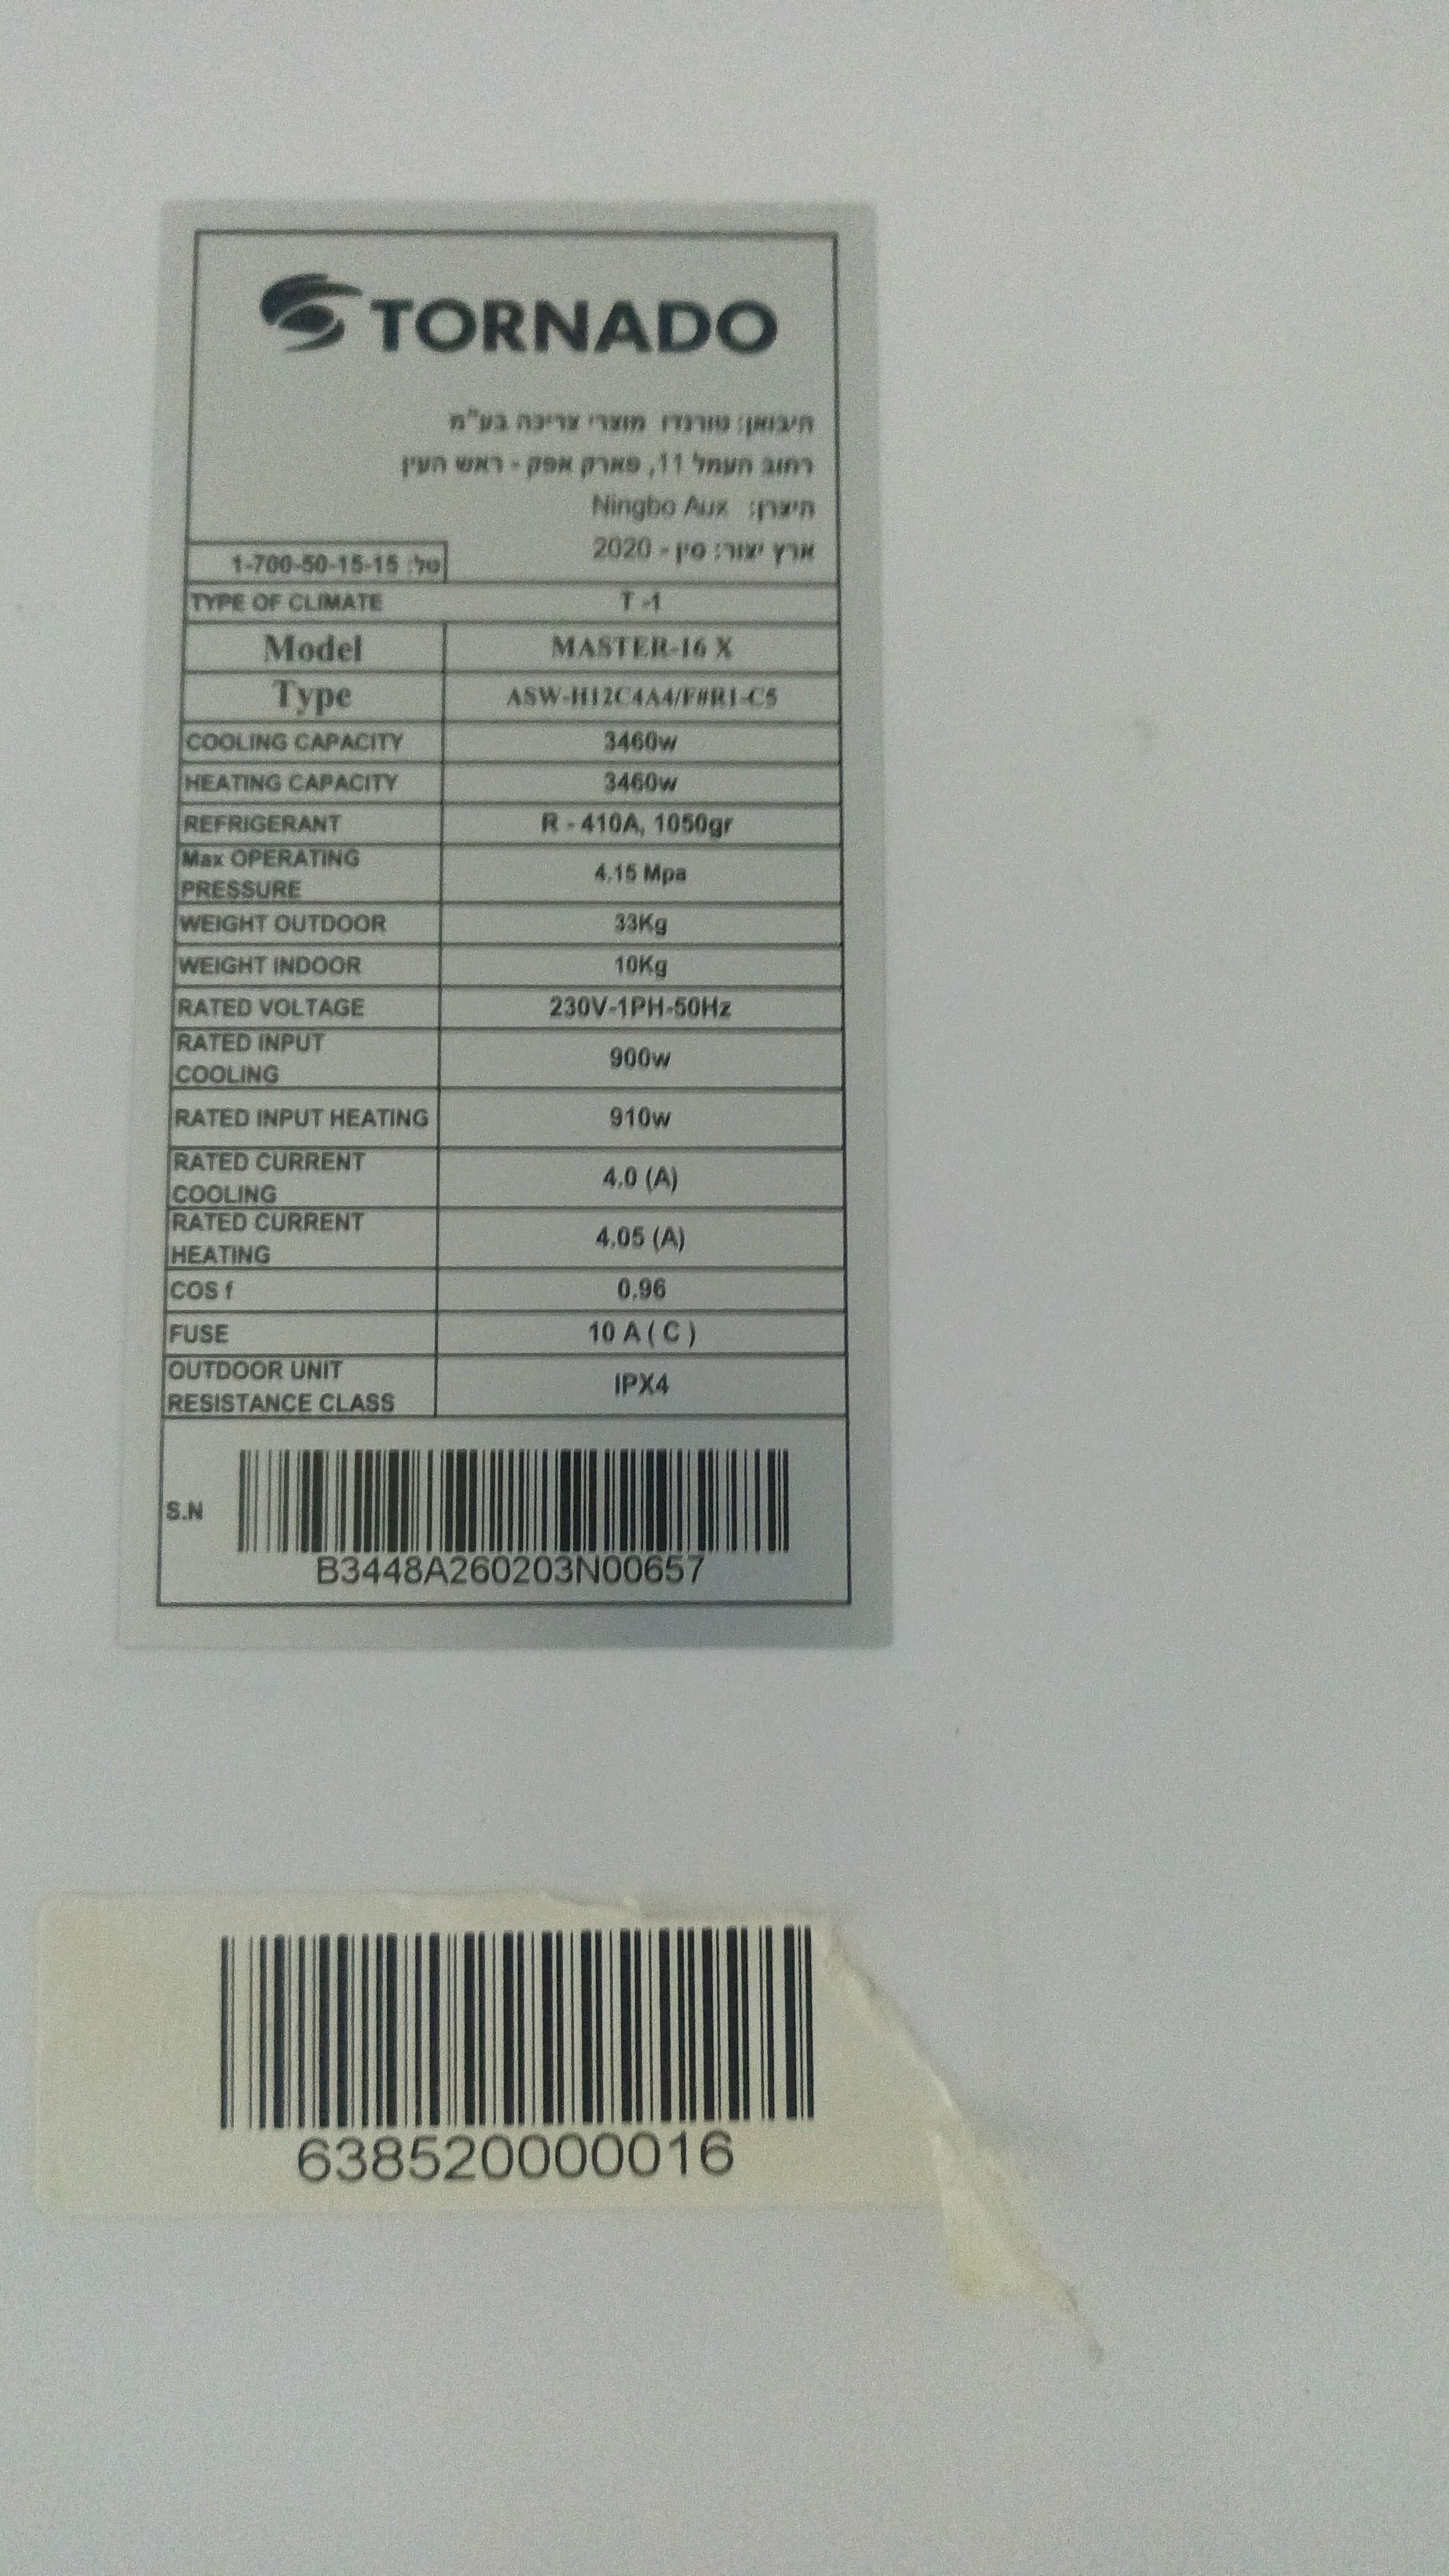 TORNADO
היבואן: טורנדו מוצרי צריכה בע"מ
רחוב העמל 11, פארק אפק - ראש העין
היצרן: Ningbo Aux
ארץ יצור: סין - 2020
טל: 1-700-50-15-15
TYPE OF CLIMATE T -1
Model MASTER-16 X
Type ASW-H12C4A4/F#R1-C5
COOLING CAPACITY 3460w
HEATING CAPACITY 3460w
REFRIGERANT R - 410A, 1050gr
Max OPERATING
PRESSURE 4.15 Mpa
WEIGHT OUTDOOR 33Kg
WEIGHT INDOOR 10Kg
RATED VOLTAGE 230V-1PH-50Hz
RATED INPUT
COOLING 900w
RATED INPUT HEATING 910w
RATED CURRENT
COOLING 4.0 (A)
RATED CURRENT
HEATING 4.05 (A)
COS f 0.96
FUSE 10 A ( C )
OUTDOOR UNIT
RESISTANCE CLASS IPX4
S.N
B3448A260203N00657
638520000016